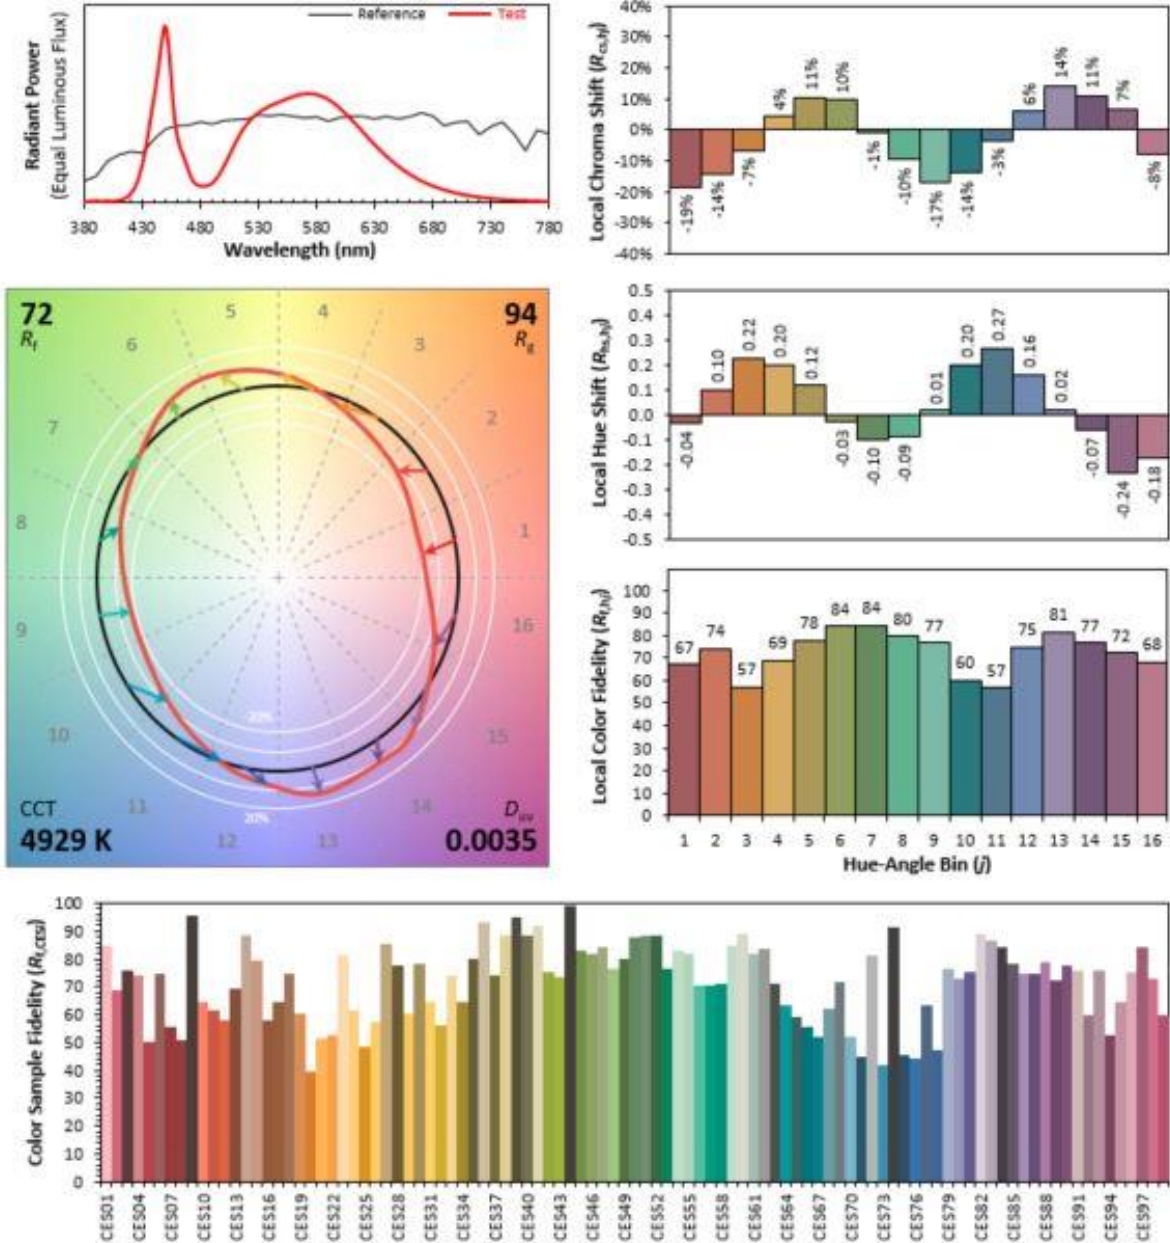 Reference
Test
Radiant Power
(Equal Luminous Flux)
380 430 480 530 580 630 680 730 780
Wavelength (nm)
Local Chroma Shift (Rcs,hj)
40%
30%
20%
10%
0%
-10%
-20%
-30%
-40%
-19% -14% -7% 4% 11% 10% -1% -10% -17% -14% -3% 6% 14% 11% 7% -8%
72
Rf
94
Rg
5 4
6 3
7 2
8 1
9 16
10 15
11 14
12 13
20%
20%
CCT
4929 K
Duv
0.0035
Local Hue Shift (Rhs,hj)
0.5
0.4
0.3
0.2
0.1
0.0
-0.1
-0.2
-0.3
-0.4
-0.5
-0.04 0.10 0.22 0.20 0.12 -0.03 -0.10 -0.09 0.01 0.20 0.27 0.16 0.02 -0.07 -0.24 -0.18
Local Color Fidelity (Rf,hj)
100
90
80
70
60
50
40
30
20
10
0
67 74 57 69 78 84 84 80 77 60 57 75 81 77 72 68
1 2 3 4 5 6 7 8 9 10 11 12 13 14 15 16
Hue-Angle Bin (j)
Color Sample Fidelity (Rf,CESi)
100
90
80
70
60
50
40
30
20
10
0
CES01 CES04 CES07 CES10 CES13 CES16 CES19 CES22 CES25 CES28 CES31 CES34 CES37 CES40 CES43 CES46 CES49 CES52 CES55 CES58 CES61 CES64 CES67 CES70 CES73 CES76 CES79 CES82 CES85 CES88 CES91 CES94 CES97